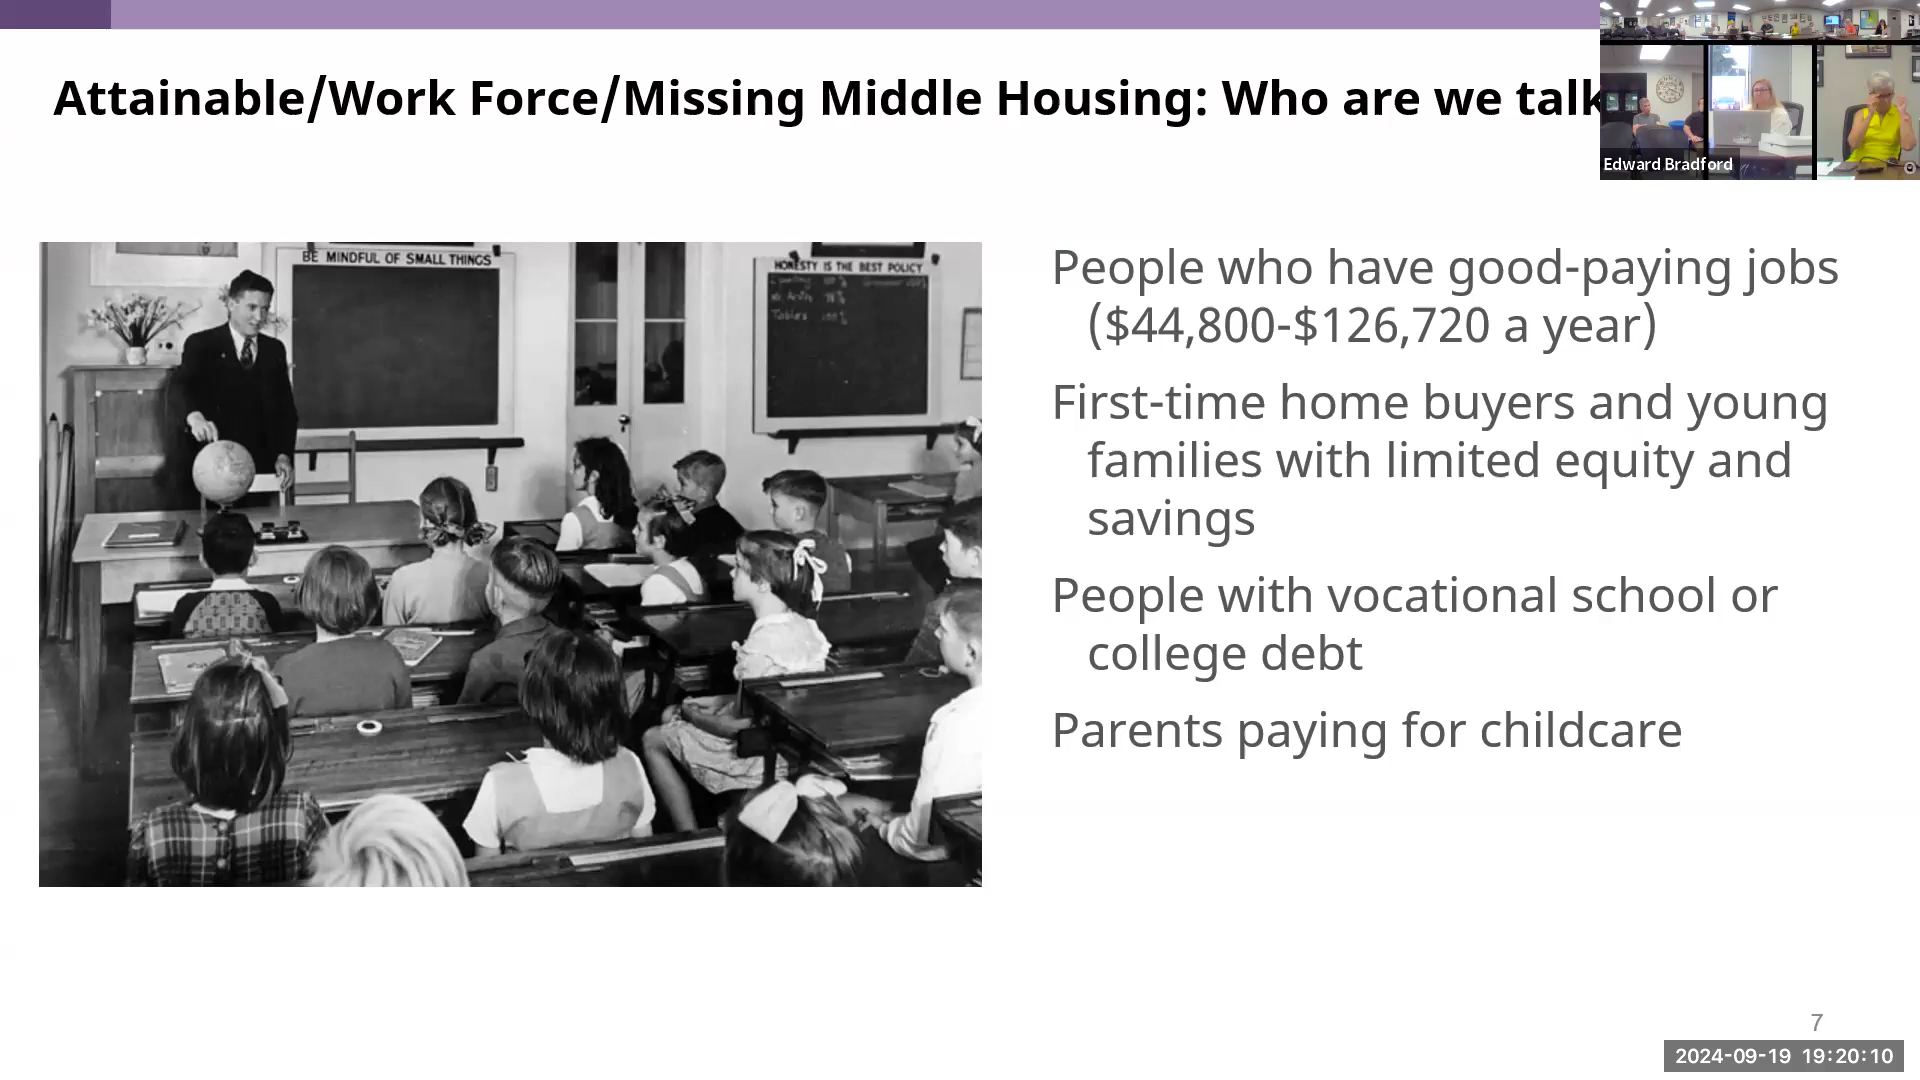 Attainable/Work Force/Missing Middle Housing: Who are we talk
Edward Bradford
BE MINDFUL OF SMALL THINGS
HONESTY IS THE BEST POLICY
Tables 100%
People who have good-paying jobs
($44,800-$126,720 a year)
First-time home buyers and young
families with limited equity and
savings
People with vocational school or
college debt
Parents paying for childcare
7
2024-09-19 19:20:10